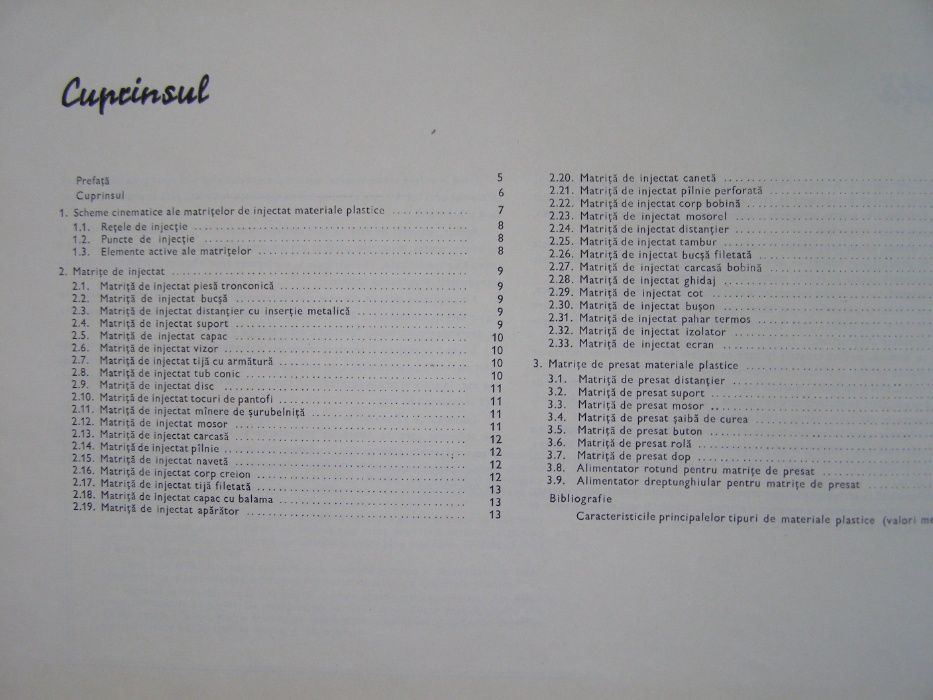 Cuprinsul
Prefață 5
Cuprinsul 6
1. Scheme cinematice ale matrițelor de injectat materiale plastice ............ 7
1.1. Rețele de injecție ............ 8
1.2. Puncte de injecție ............ 8
1.3. Elemente active ale matrițelor ............ 8
2. Matrițe de injectat ............ 9
2.1. Matriță de injectat piesă tronconică ............ 9
2.2. Matriță de injectat bucșă ............ 9
2.3. Matriță de injectat distanțier cu inserție metalică ............ 9
2.4. Matriță de injectat suport ............ 9
2.5. Matriță de injectat capac ............ 10
2.6. Matriță de injectat vizor ............ 10
2.7. Matriță de injectat tijă cu armătură ............ 10
2.8. Matriță de injectat tub conic ............ 10
2.9. Matriță de injectat disc ............ 11
2.10. Matriță de injectat tocuri de pantofi ............ 11
2.11. Matriță de injectat mînere de șurubelniță ............ 11
2.12. Matriță de injectat mosor ............ 11
2.13. Matriță de injectat carcasă ............ 12
2.14. Matriță de injectat pîlnie ............ 12
2.15. Matriță de injectat navetă ............ 12
2.16. Matriță de injectat corp creion ............ 12
2.17. Matriță de injectat tijă filetată ............ 13
2.18. Matriță de injectat capac cu balama ............ 13
2.19. Matriță de injectat apărător ............ 13
2.20. Matriță de injectat canetă ............
2.21. Matriță de injectat pîlnie perforată ............
2.22. Matriță de injectat corp bobină ............
2.23. Matriță de injectat mosorel ............
2.24. Matriță de injectat distanțier ............
2.25. Matriță de injectat tambur ............
2.26. Matriță de injectat bucșă filetată ............
2.27. Matriță de injectat carcasă bobină ............
2.28. Matriță de injectat ghidaj ............
2.29. Matriță de injectat cot ............
2.30. Matriță de injectat bușon ............
2.31. Matriță de injectat pahar termos ............
2.32. Matriță de injectat izolator ............
2.33. Matriță de injectat ecran ............
3. Matrițe de presat materiale plastice ............
3.1. Matriță de presat distanțier ............
3.2. Matriță de presat suport ............
3.3. Matriță de presat mosor ............
3.4. Matriță de presat șaibă de curea ............
3.5. Matriță de presat buton ............
3.6. Matriță de presat rolă ............
3.7. Matriță de presat dop ............
3.8. Alimentator rotund pentru matrițe de presat ............
3.9. Alimentator dreptunghiular pentru matrițe de presat ............
Bibliografie
Caracteristicile principalelor tipuri de materiale plastice (valori me